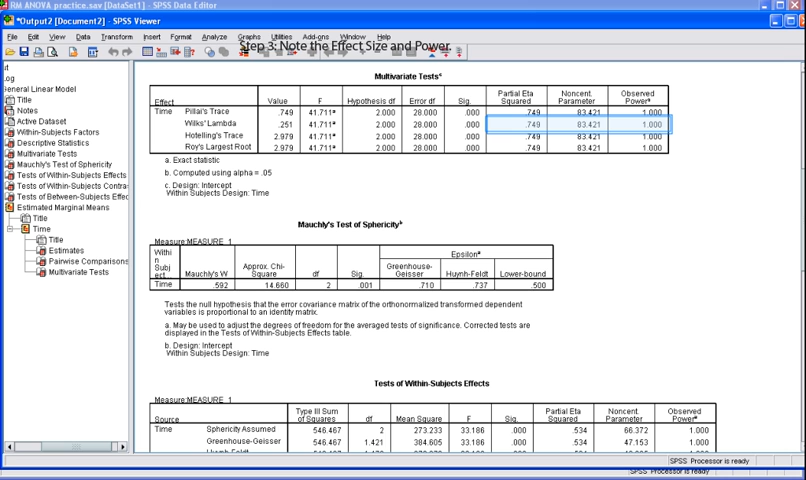 RM ANOVA practice.sav [DataSet1] - SPSS Data Editor
*Output2 [Document2] - SPSS Viewer
File Edit View Data Transform Insert Format Analyze Graphs Utilities Add-ons Window Help
Step 3: Note the Effect Size and Power.
Log
General Linear Model
Title
Notes
Active Dataset
Within-Subjects Factors
Descriptive Statistics
Multivariate Tests
Mauchly's Test of Sphericity
Tests of Within-Subjects Effects
Tests of Within-Subjects Contra
Tests of Between-Subjects Effec
Estimated Marginal Means
Title
Time
Title
Estimates
Pairwise Comparisons
Multivariate Tests
Multivariate Tests c
Effect Value F Hypothesis df Error df Sig. Partial Eta Squared Noncent. Parameter Observed Power a
Time Pillai's Trace .749 41.711 a 2.000 28.000 .000 .749 83.421 1.000
Wilks' Lambda .251 41.711 a 2.000 28.000 .000 .749 83.421 1.000
Hotelling's Trace 2.979 41.711 a 2.000 28.000 .000 .749 83.421 1.000
Roy's Largest Root 2.979 41.711 a 2.000 28.000 .000 .749 83.421 1.000
a. Exact statistic
b. Computed using alpha = .05
c. Design: Intercept
Within Subjects Design: Time
Mauchly's Test of Sphericity b
Measure:MEASURE_1
Withi n Subj ect Mauchly's W Approx. Chi-Square df Sig. Epsilon a
Greenhouse-Geisser Huynh-Feldt Lower-bound
Time .592 14.660 2 .001 .710 .737 .500
Tests the null hypothesis that the error covariance matrix of the orthonormalized transformed dependent
variables is proportional to an identity matrix.
a. May be used to adjust the degrees of freedom for the averaged tests of significance. Corrected tests are
displayed in the Tests of Within-Subjects Effects table.
b. Design: Intercept
Within Subjects Design: Time
Tests of Within-Subjects Effects
Measure:MEASURE_1
Source Type III Sum of Squares df Mean Square F Sig. Partial Eta Squared Noncent. Parameter Observed Power a
Time Sphericity Assumed 546.467 2 273.233 33.186 .000 .534 66.372 1.000
Greenhouse-Geisser 546.467 1.421 384.605 33.186 .000 .534 47.153 1.000
SPSS Processor is ready
SPSS Processor is ready